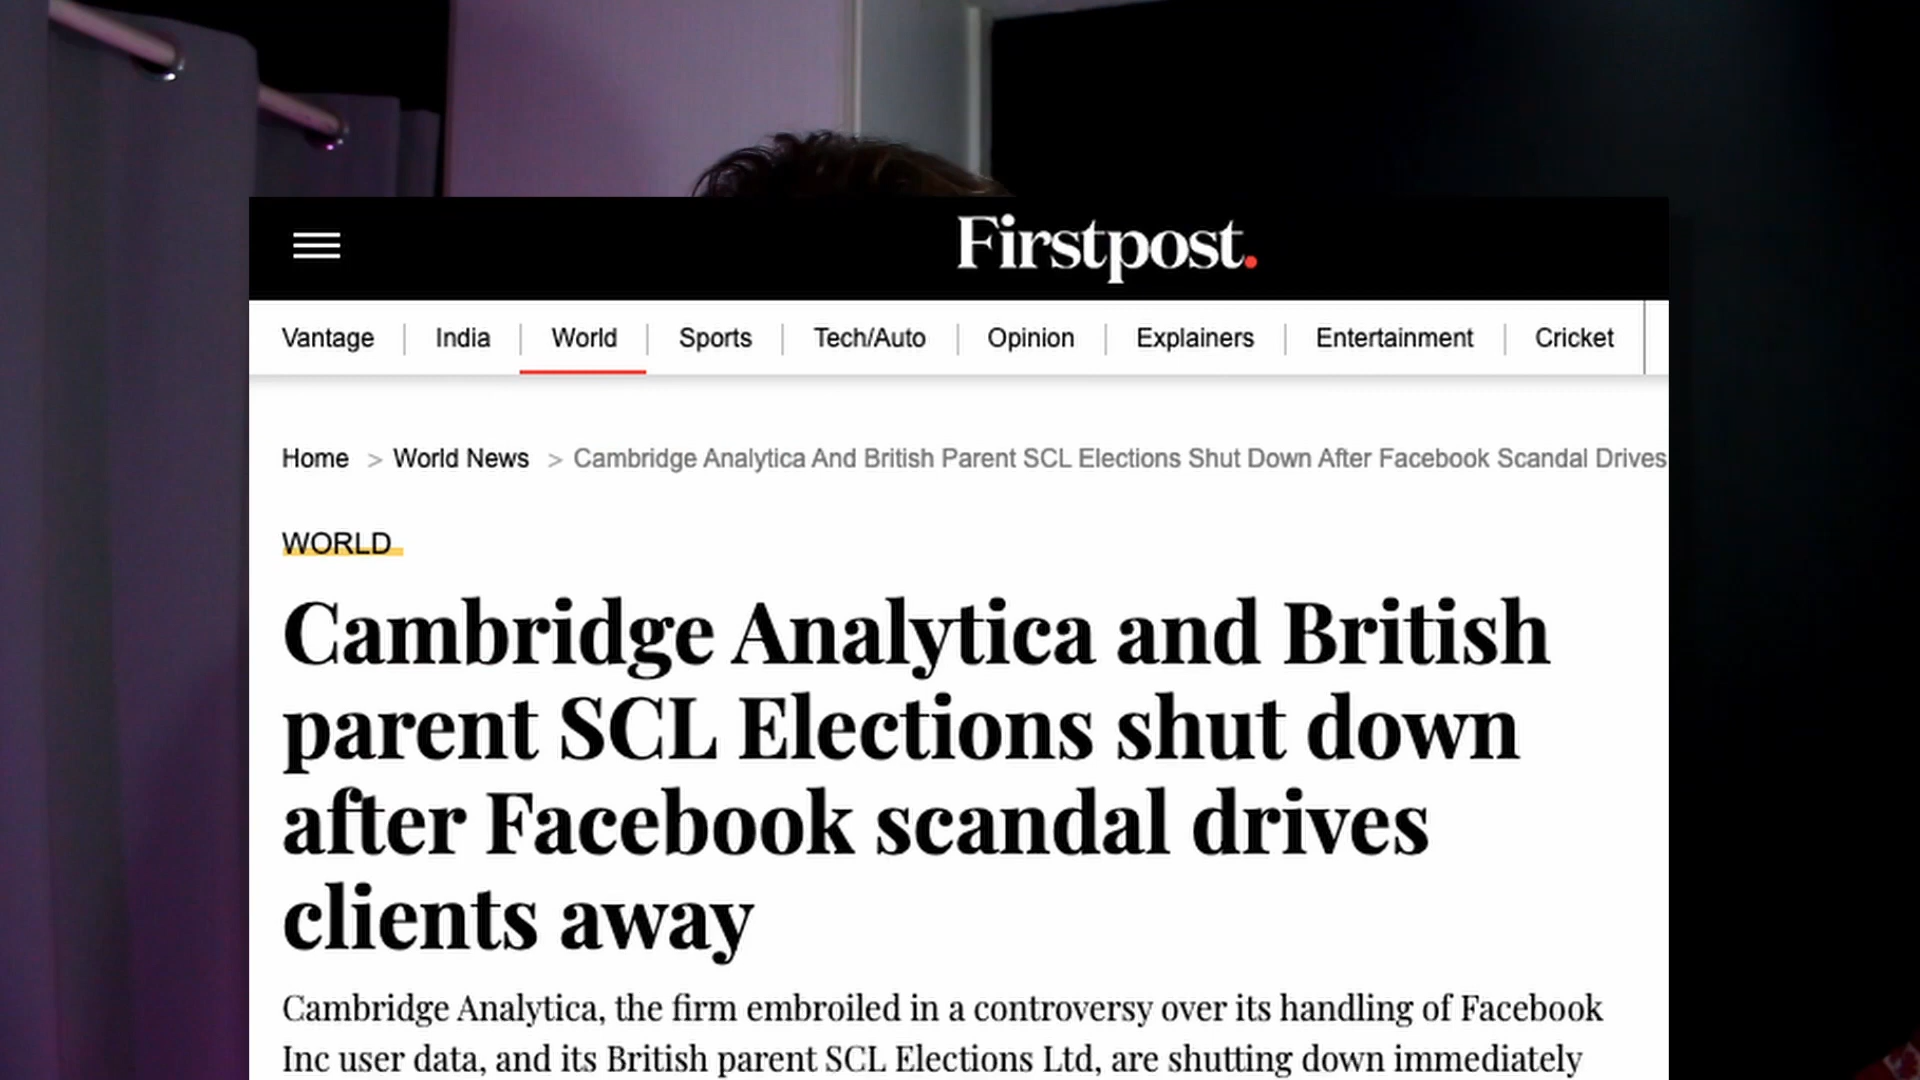 Firstpost.
Vantage India World Sports Tech/Auto Opinion Explainers Entertainment Cricket
Home > World News > Cambridge Analytica And British Parent SCL Elections Shut Down After Facebook Scandal Drives
WORLD
Cambridge Analytica and British
parent SCL Elections shut down
after Facebook scandal drives
clients away
Cambridge Analytica, the firm embroiled in a controversy over its handling of Facebook
Inc user data, and its British parent SCL Elections Ltd, are shutting down immediately